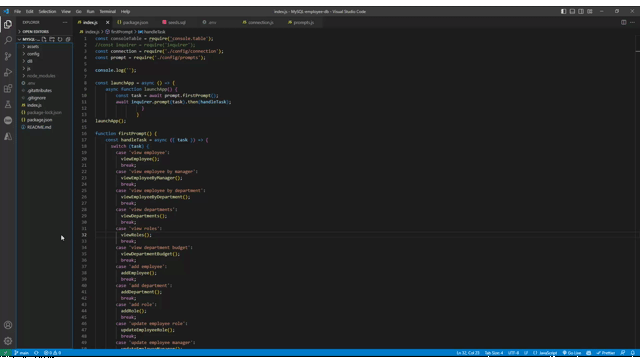 File Edit Selection View Go Run Terminal Help
index.js - MySQL-employee-db - Visual Studio Code
EXPLORER
OPEN EDITORS
assets
config
db
js
node_modules
.env
.gitattributes
.gitignore
index.js
package-lock.json
package.json
README.md
index.js package.json seeds.sql .env connection.js prompts.js
index.js > firstPrompt > handleTask
1 const consoleTable = require('console.table');
2 //const inquirer = require('inquirer');
3 const connection = require('./config/connection');
4 const prompt = require('./config/prompts');
5
6 console.log('');
7
8 const launchApp = async () => {
9 async function launchApp() {
10 const task = await prompt.firstPrompt();
11 await inquirer.prompt(task).then(handleTask);
12 }
13 }
14 launchApp();
15
16 function firstPrompt() {
17 const handleTask = async ({ task }) => {
18 switch (task) {
19 case 'view employee':
20 viewEmployee();
21 break;
22 case 'view employee by manager':
23 viewEmployeeByManager();
24 break;
25 case 'view employee by department':
26 viewEmployeeByDepartment();
27 break;
28 case 'view departments':
29 viewDepartments();
30 break;
31 case 'view roles':
32 viewRoles();
33 break;
34 case 'view department budget':
35 viewDepartmentBudget();
36 break;
37 case 'add employee':
38 addEmployee();
39 break;
40 case 'add department':
41 addDepartment();
42 break;
43 case 'add role':
44 addRole();
45 break;
46 case 'update employee role':
47 updateEmployeeRole();
48 break;
49 case 'update employee manager':
main 0 0
Ln 32, Col 23 Tab Size: 4 UTF-8 LF JavaScript Go Live Prettier